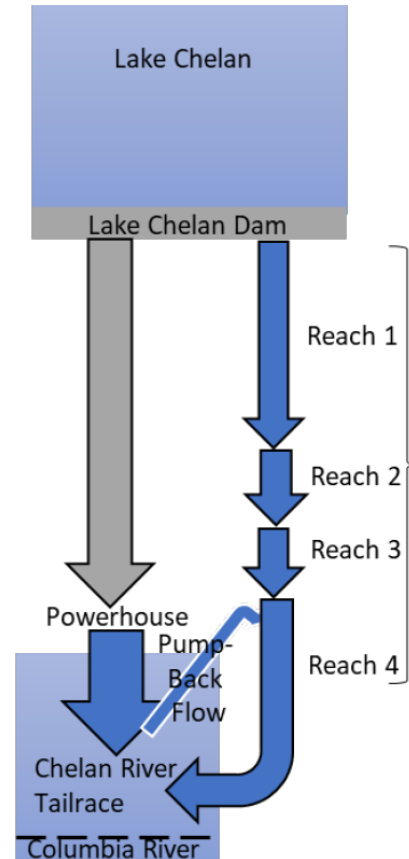 Lake Chelan
Lake Chelan Dam
Reach 1
Reach 2
Reach 3
Powerhouse
Pump-
Back
Flow
Reach 4
Chelan River
Tailrace
Columbia River